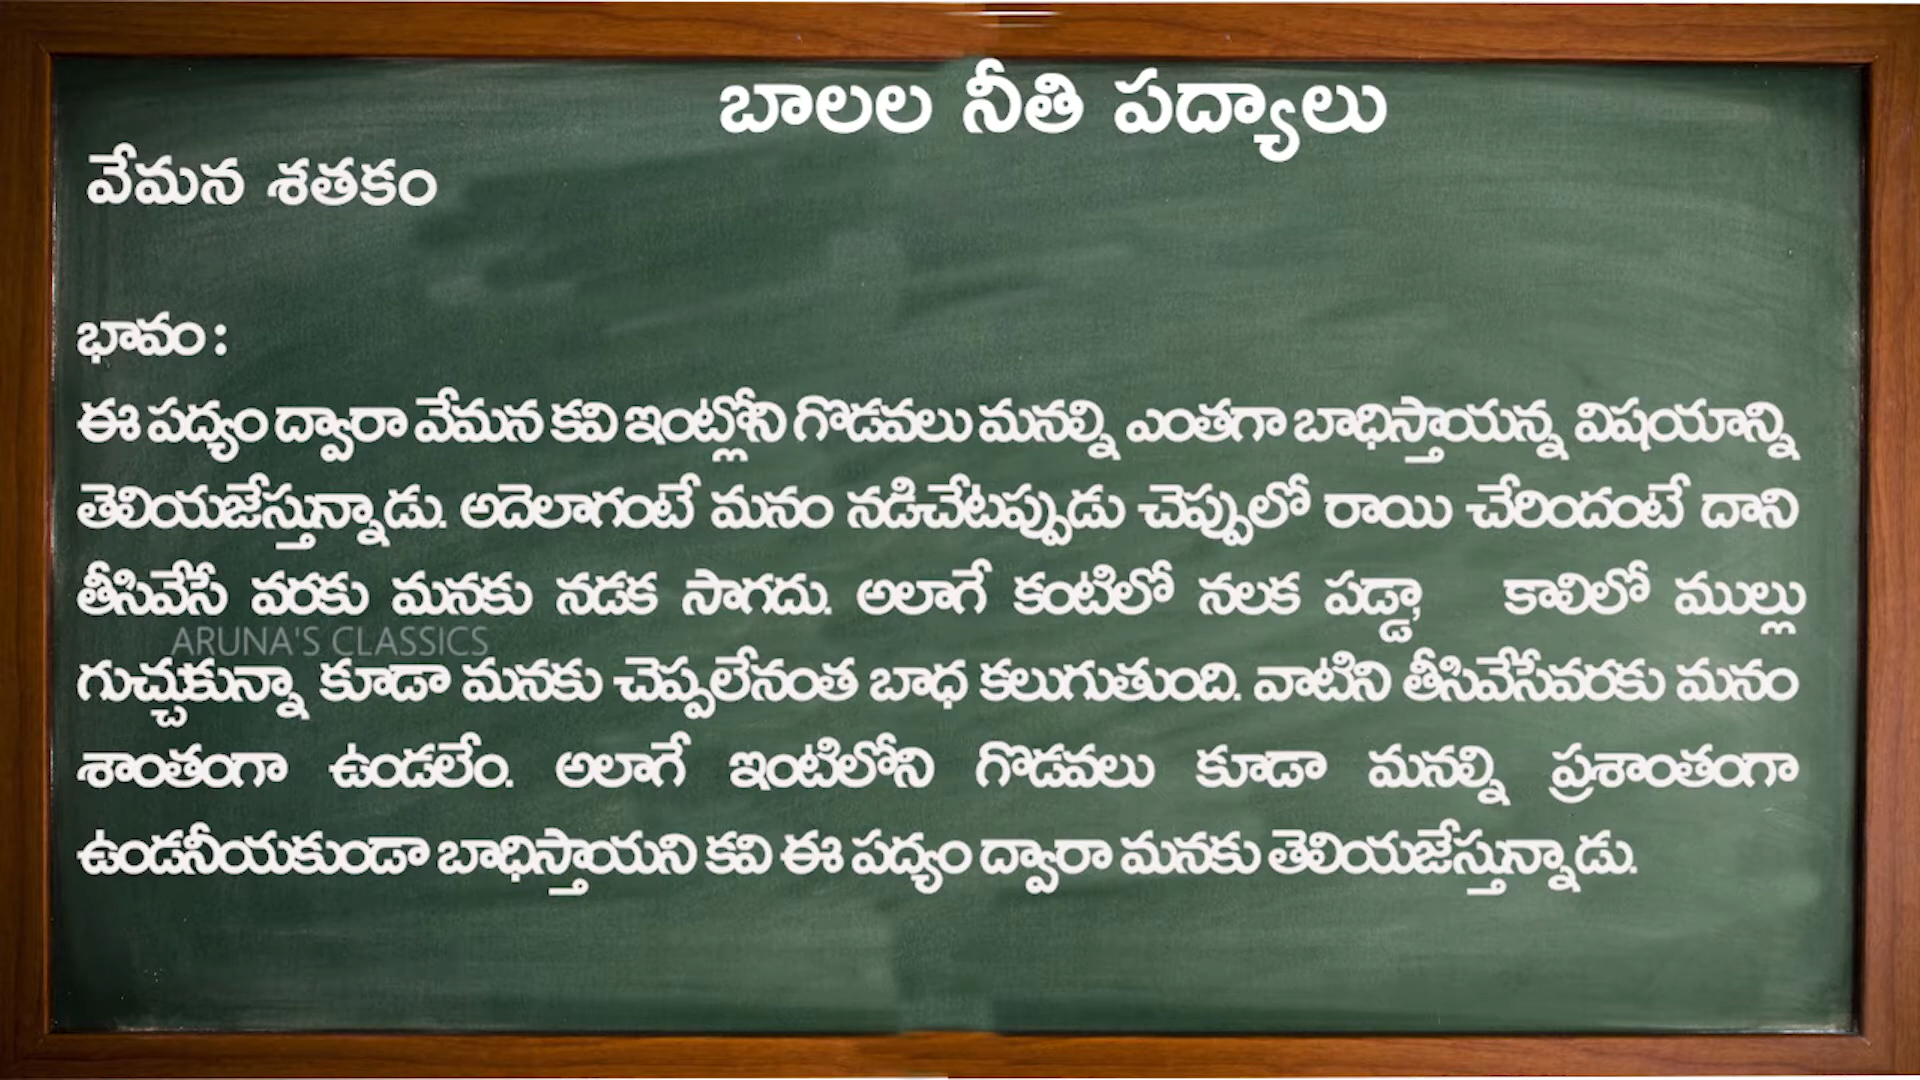 బాలల నీతి పద్యాలు
వేమన శతకం
భావం :
ఈ పద్యం ద్వారా వేమన కవి ఇంట్లోని గొడవలు మనల్ని ఎంతగా బాధిస్తాయన్న విషయాన్ని
తెలియజేస్తున్నాడు. అదెలాగంటే మనం నడిచేటప్పుడు చెప్పులో రాయి చేరిందంటే దాని
తీసివేసే వరకు మనకు నడక సాగదు. అలాగే కంటిలో నలక పడ్డా, కాలిలో ముల్లు
ARUNA'S CLASSICS
గుచ్చుకున్నా కూడా మనకు చెప్పలేనంత బాధ కలుగుతుంది. వాటిని తీసివేసేవరకు మనం
శాంతంగా ఉండలేం. అలాగే ఇంటిలోని గొడవలు కూడా మనల్ని ప్రశాంతంగా
ఉండనీయకుండా బాధిస్తాయని కవి ఈ పద్యం ద్వారా మనకు తెలియజేస్తున్నాడు.